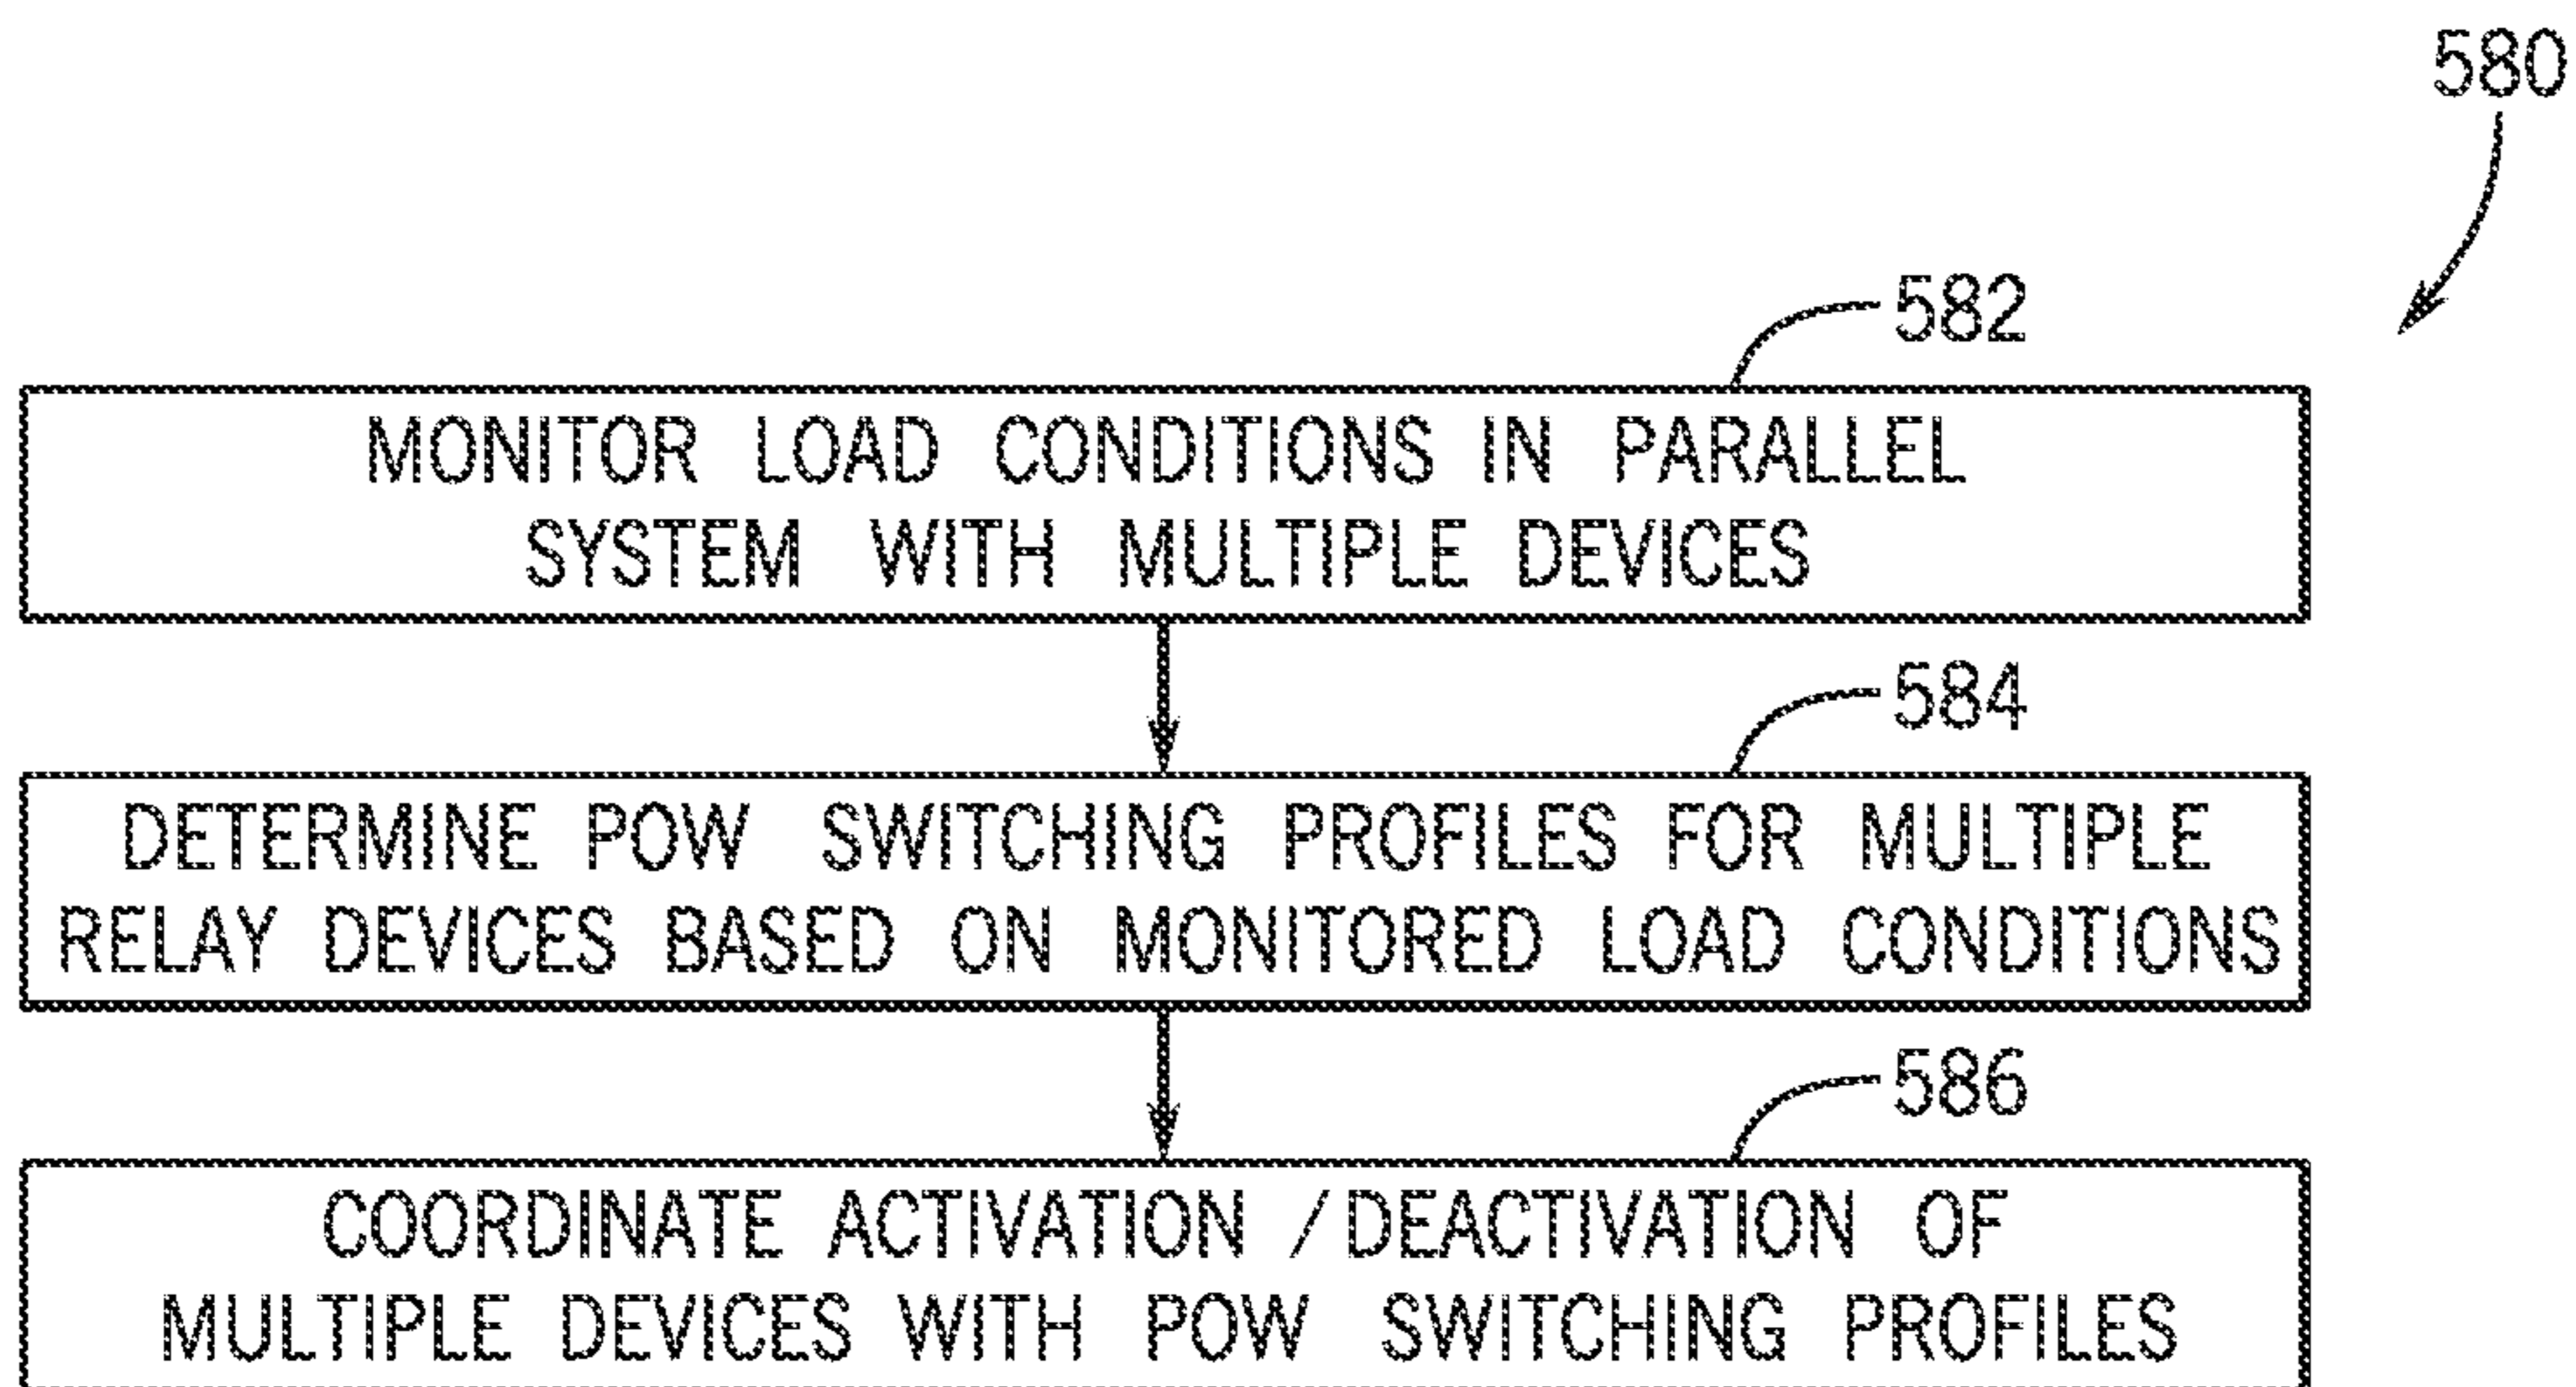 580
582
MONITOR LOAD CONDITIONS IN PARALLEL
SYSTEM WITH MULTIPLE DEVICES
584
DETERMINE POW SWITCHING PROFILES FOR MULTIPLE
RELAY DEVICES BASED ON MONITORED LOAD CONDITIONS
586
COORDINATE ACTIVATION / DEACTIVATION OF
MULTIPLE DEVICES WITH POW SWITCHING PROFILES